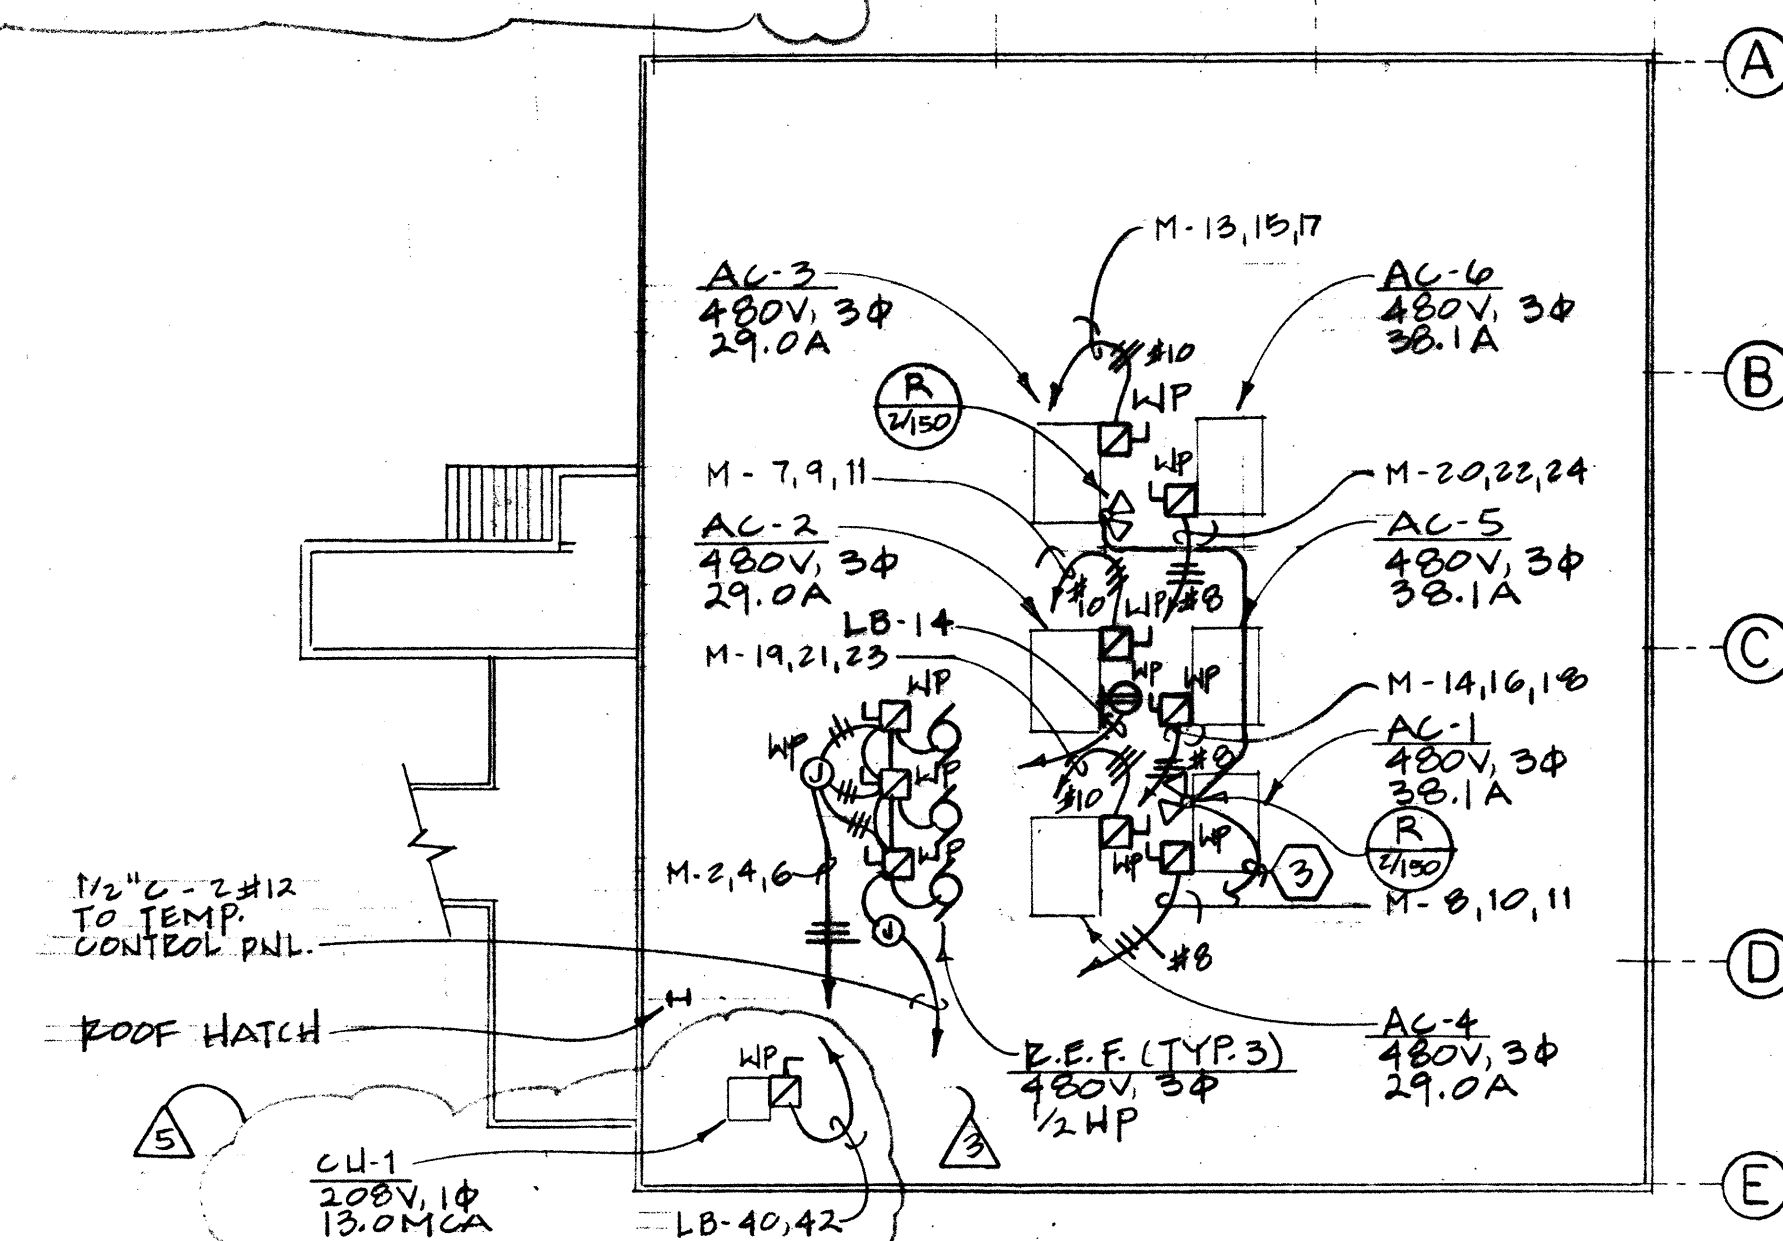 A
M-13,15,17
AC-3
480V, 3Φ
29.0A
AC-6
480V, 3Φ
38.1A
#10
WP
B
R
2/150
M-7,9,11
WP
M-20,22,24
AC-2
480V, 3Φ
29.0A
AC-5
480V, 3Φ
38.1A
#10
WP
#8
LB-14
M-19,21,23
C
WP
WP
WP
M-14,16,18
AC-1
480V, 3Φ
38.1A
WP
J
WP
#8
#10
R
2/150
WP
WP
WP
3
M-2,4,6
M-8,10,11
1/2"C - 2#12
TO TEMP.
CONTROL PNL.
J
#8
D
H
ROOF HATCH
AC-4
480V, 3Φ
29.0A
R.E.F. (TYP. 3)
480V, 3Φ
1/2 HP
WP
5
3
CU-1
208V, 1Φ
13.0MCA
LB-40,42
E